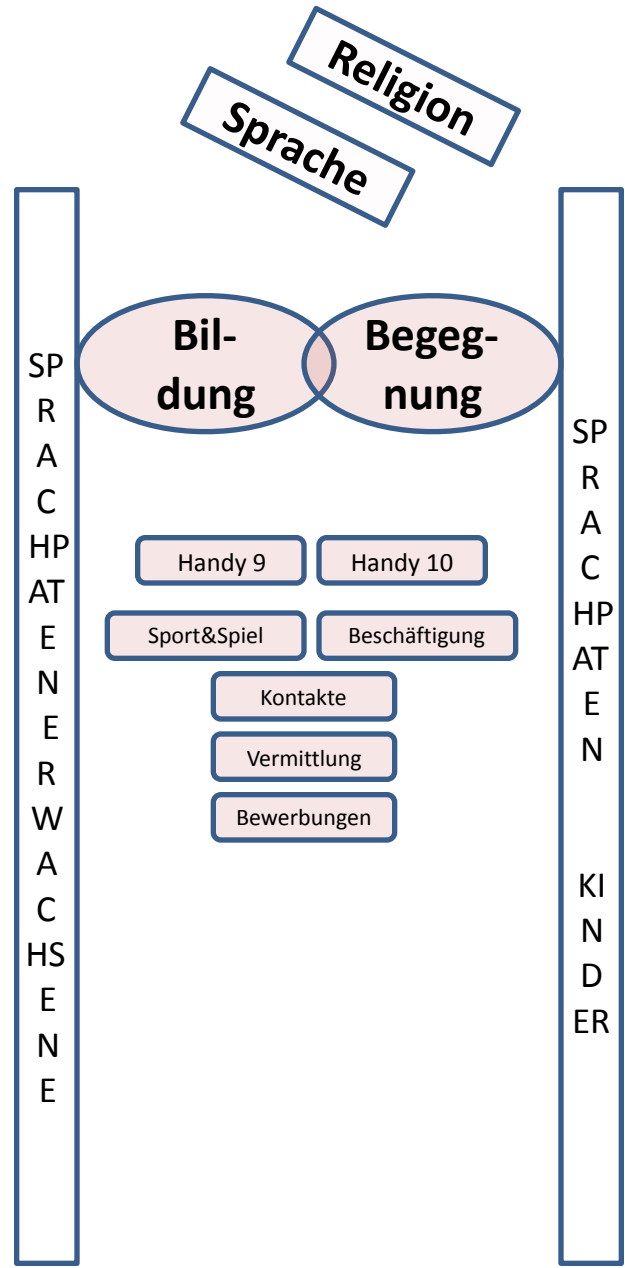 Religion
Sprache
Bil-
dung
Begeg-
nung
SP
R
A
C
HP
AT
E
N
E
R
W
A
C
HS
E
N
E
Handy 9
Handy 10
Sport&Spiel
Beschäftigung
Kontakte
Vermittlung
Bewerbungen
SP
R
A
C
HP
AT
E
N
KI
N
D
ER